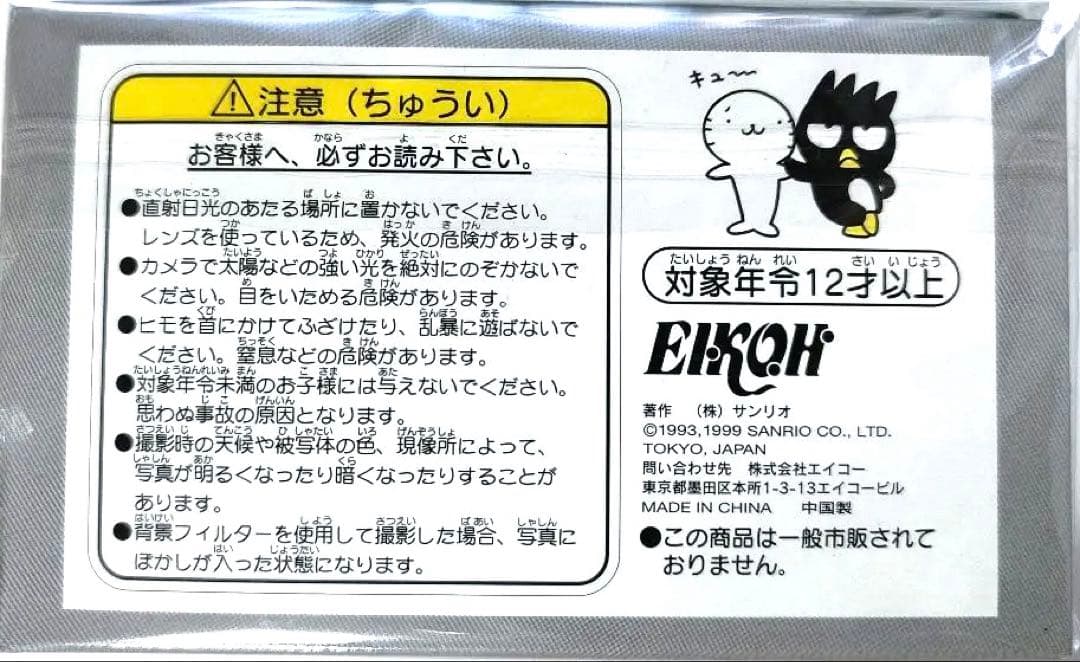 ⚠注意（ちゅうい）
お客様へ、必ずお読み下さい。
●直射日光のあたる場所に置かないでください。
レンズを使っているため、発火の危険があります。
●カメラで太陽などの強い光を絶対にのぞかないで
ください。目をいためる危険があります。
●ヒモを首にかけてふざけたり、乱暴に遊ばないで
ください。窒息などの危険があります。
●対象年令未満のお子様には与えないでください。
思わぬ事故の原因となります。
●撮影時の天候や被写体の色、現像所によって、
写真が明るくなったり暗くなったりすることが
あります。
●背景フィルターを使用して撮影した場合、写真に
ぼかしが入った状態になります。
キュ〜
対象年令12才以上
EIKOH
著作 （株）サンリオ
©1993,1999 SANRIO CO., LTD.
TOKYO, JAPAN
問い合わせ先 株式会社エイコー
東京都墨田区本所1-3-13エイコービル
MADE IN CHINA 中国製
●この商品は一般市販されて
おりません。